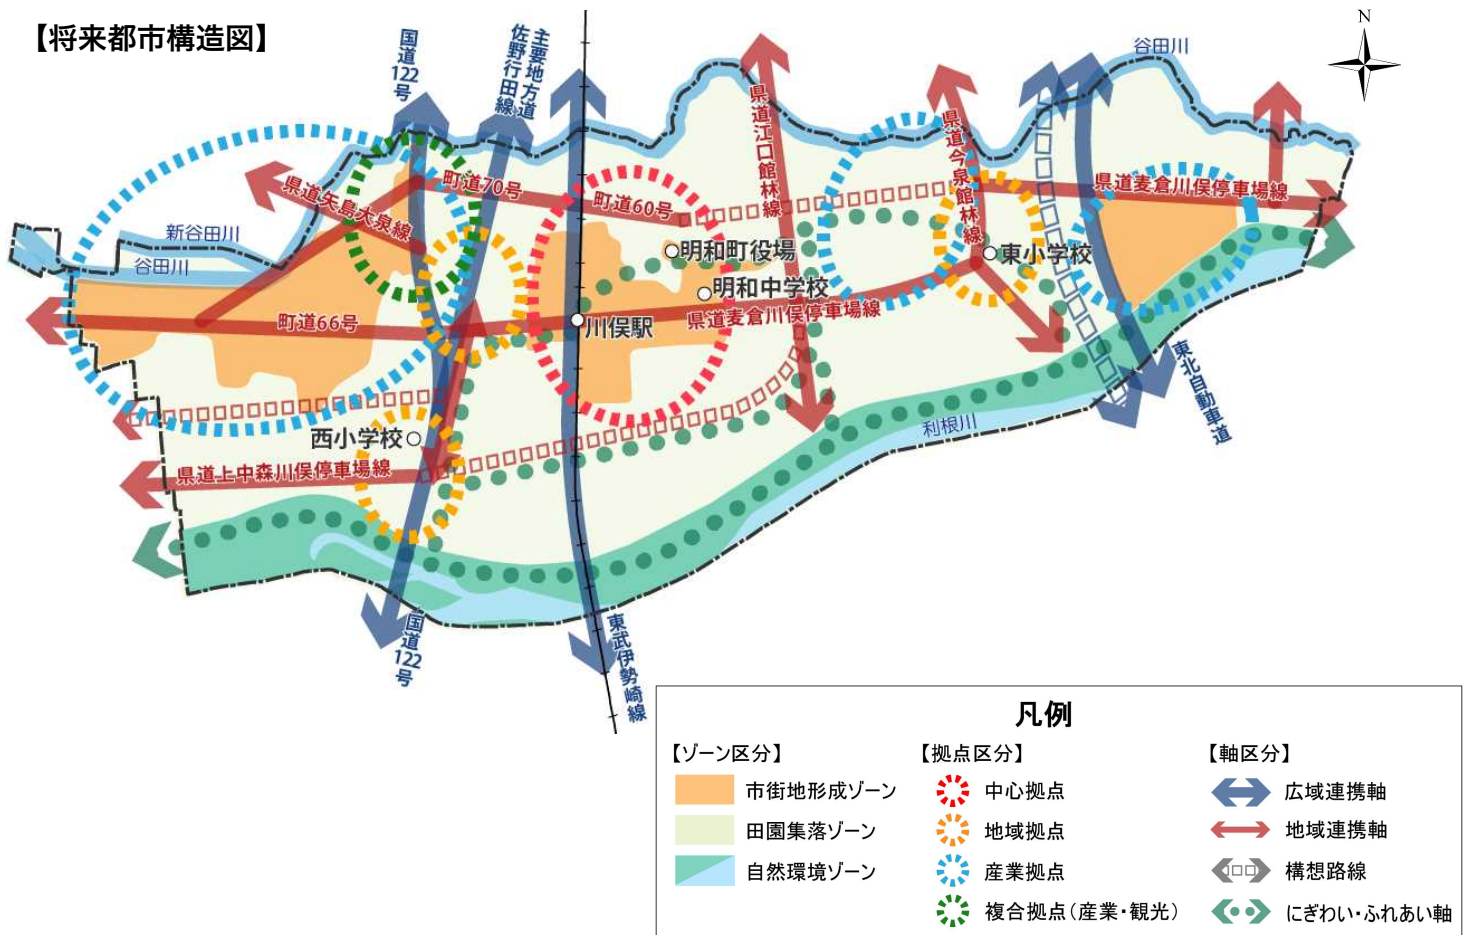 【将来都市構造図】
N
国道122号
主要地方道
佐野行田線
谷田川
県道江口館林線
県道今泉館林線
県道矢島大泉線
町道70号
町道60号
県道麦倉川俣停車場線
新谷田川
谷田川
明和町役場
東小学校
明和中学校
町道66号
川俣駅
県道麦倉川俣停車場線
東北自動車道
西小学校
利根川
県道上中森川俣停車場線
国道122号
東武伊勢崎線
凡例
【ゾーン区分】
市街地形成ゾーン
田園集落ゾーン
自然環境ゾーン
【拠点区分】
中心拠点
地域拠点
産業拠点
複合拠点(産業・観光)
【軸区分】
広域連携軸
地域連携軸
構想路線
にぎわい・ふれあい軸